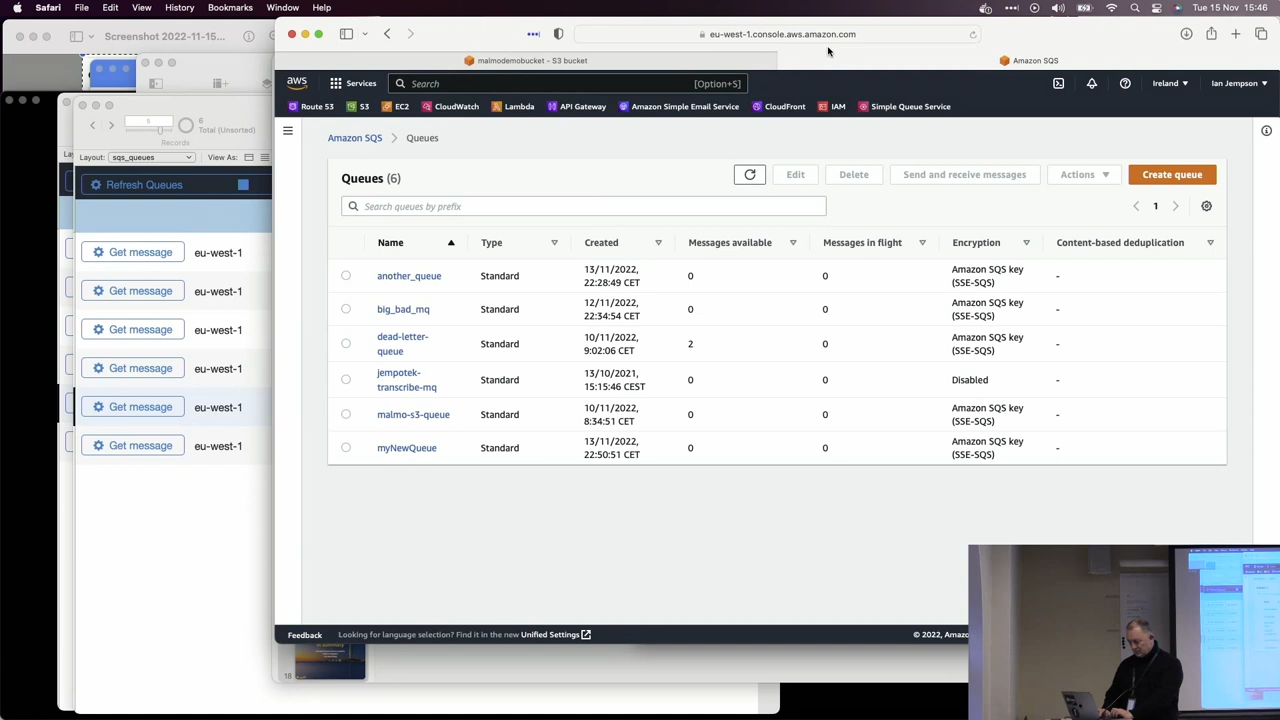 Safari File Edit View History Bookmarks Window Help Tue 15 Nov 15:46
Screenshot 2022-11-15...
eu-west-1.console.aws.amazon.com
malmodemobucket - S3 bucket
Amazon SQS
aws Services Search [Option+S] Ireland Ian Jempson
Route 53 S3 EC2 CloudWatch Lambda API Gateway Amazon Simple Email Service CloudFront IAM Simple Queue Service
6
6
Total (Unsorted)
Records
Layout: sqs_queues View As:
Refresh Queues
Get message eu-west-1
Get message eu-west-1
Get message eu-west-1
Get message eu-west-1
Get message eu-west-1
Get message eu-west-1
Amazon SQS Queues
Queues (6) Edit Delete Send and receive messages Actions Create queue
Search queues by prefix 1
Name Type Created Messages available Messages in flight Encryption Content-based deduplication
another_queue Standard 13/11/2022, 22:28:49 CET 0 0 Amazon SQS key (SSE-SQS) -
big_bad_mq Standard 12/11/2022, 22:34:54 CET 0 0 Amazon SQS key (SSE-SQS) -
dead-letter-queue Standard 10/11/2022, 9:02:06 CET 2 0 Amazon SQS key (SSE-SQS) -
jempotek-transcribe-mq Standard 13/10/2021, 15:15:46 CEST 0 0 Disabled -
malmo-s3-queue Standard 10/11/2022, 8:34:51 CET 0 0 Amazon SQS key (SSE-SQS) -
myNewQueue Standard 13/11/2022, 22:50:51 CET 0 0 Amazon SQS key (SSE-SQS) -
Feedback Looking for language selection? Find it in the new Unified Settings © 2022, Amazo
18